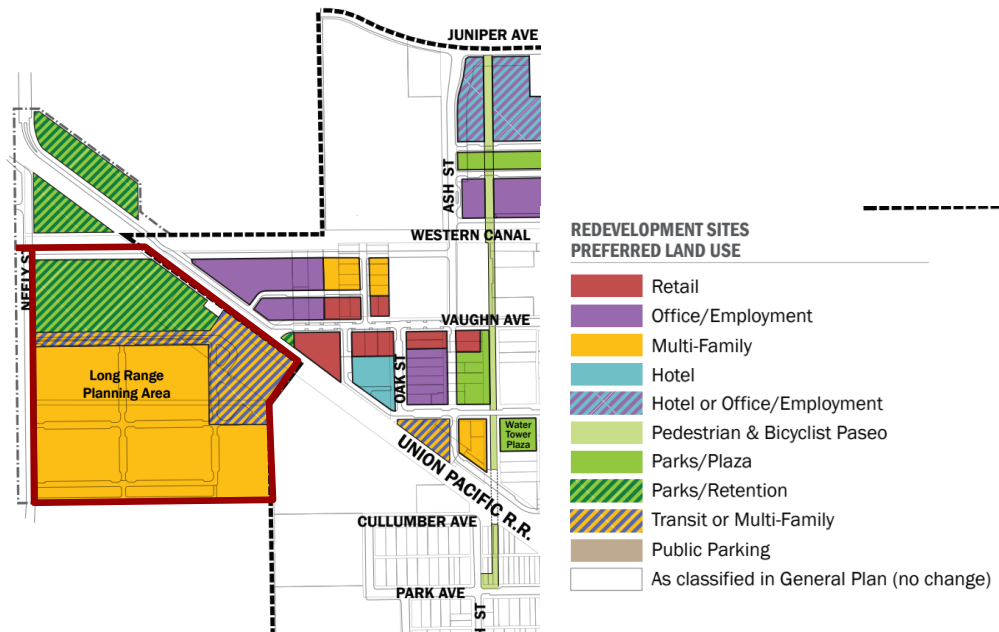 JUNIPER AVE
ASH ST
WESTERN CANAL
NEELY ST
VAUGHN AVE
Long Range
Planning Area
OAK ST
Water
Tower
Plaza
UNION PACIFIC R.R.
CULLUMBER AVE
PARK AVE
ST
REDEVELOPMENT SITES
PREFERRED LAND USE
Retail
Office/Employment
Multi-Family
Hotel
Hotel or Office/Employment
Pedestrian & Bicyclist Paseo
Parks/Plaza
Parks/Retention
Transit or Multi-Family
Public Parking
As classified in General Plan (no change)